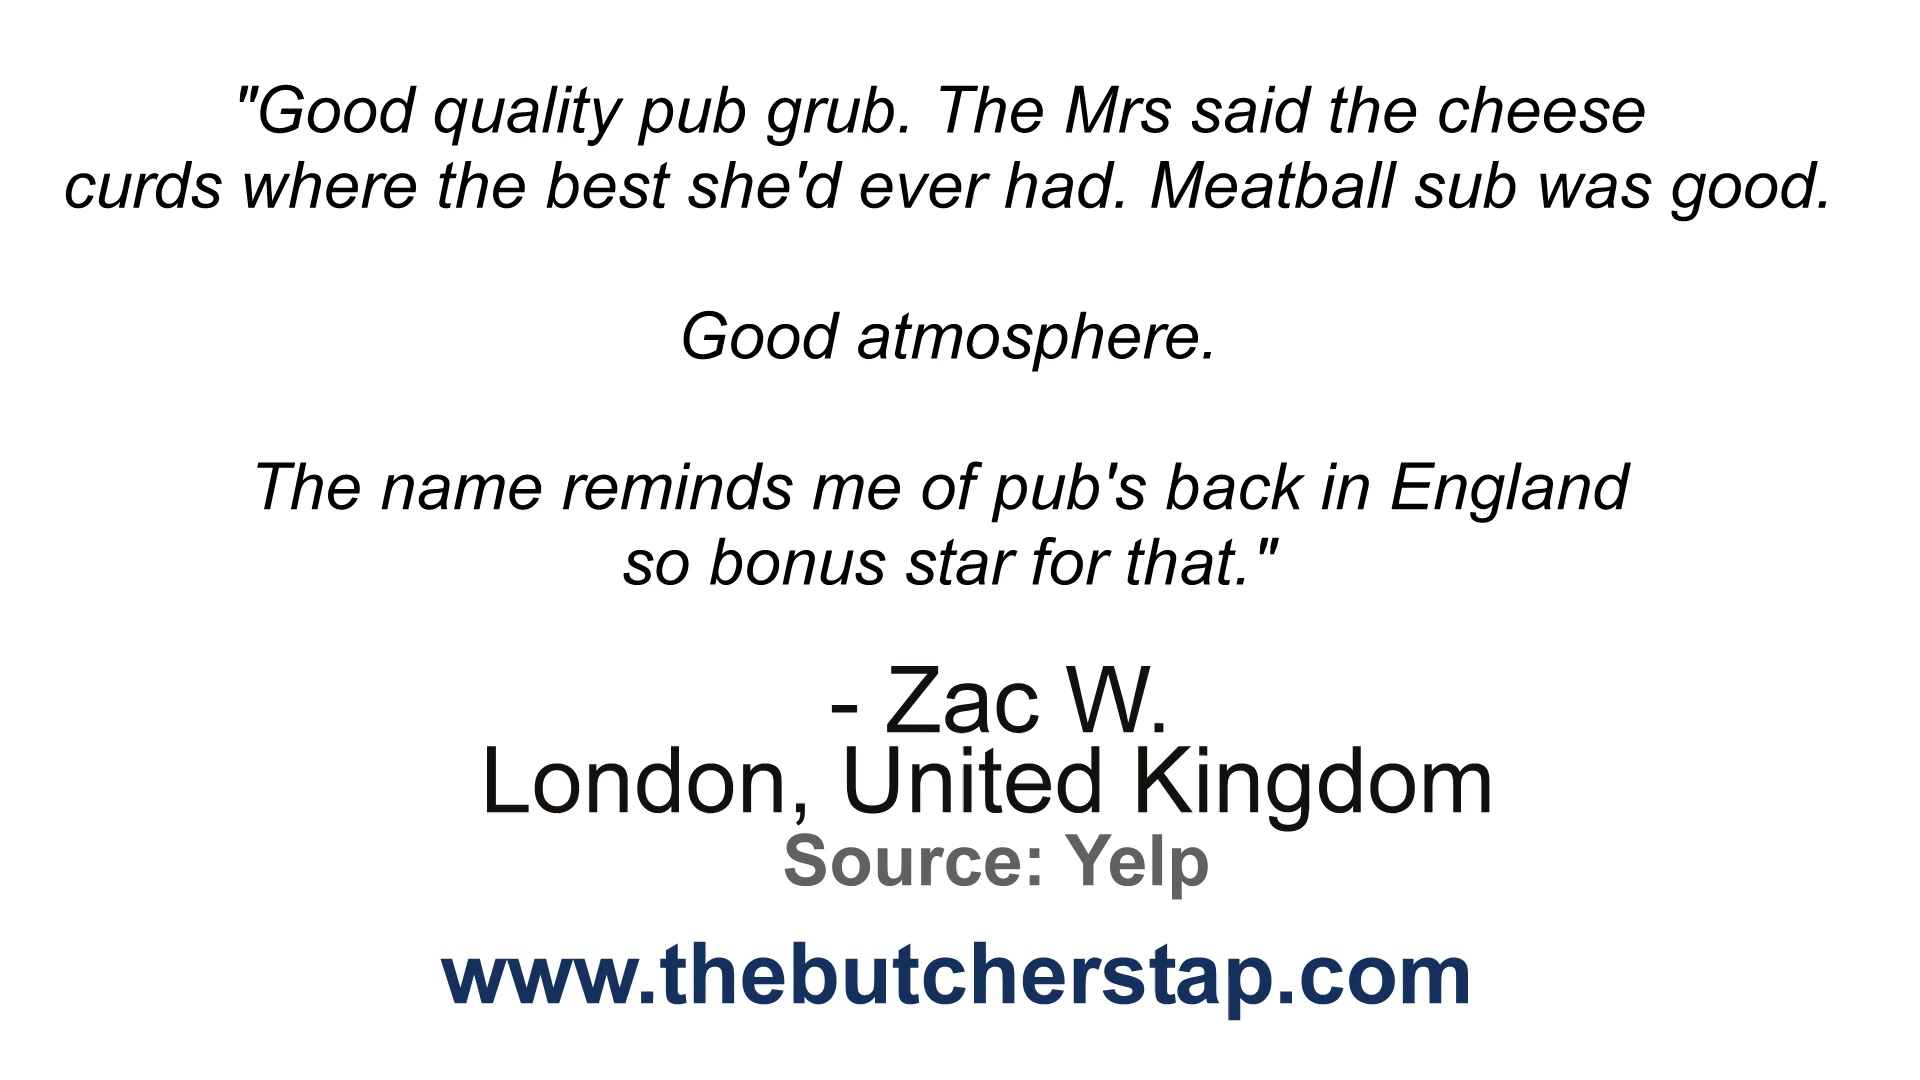 "Good quality pub grub. The Mrs said the cheese
curds where the best she'd ever had. Meatball sub was good.
Good atmosphere.
The name reminds me of pub's back in England
so bonus star for that."
- Zac W.
London, United Kingdom
Source: Yelp
www.thebutcherstap.com